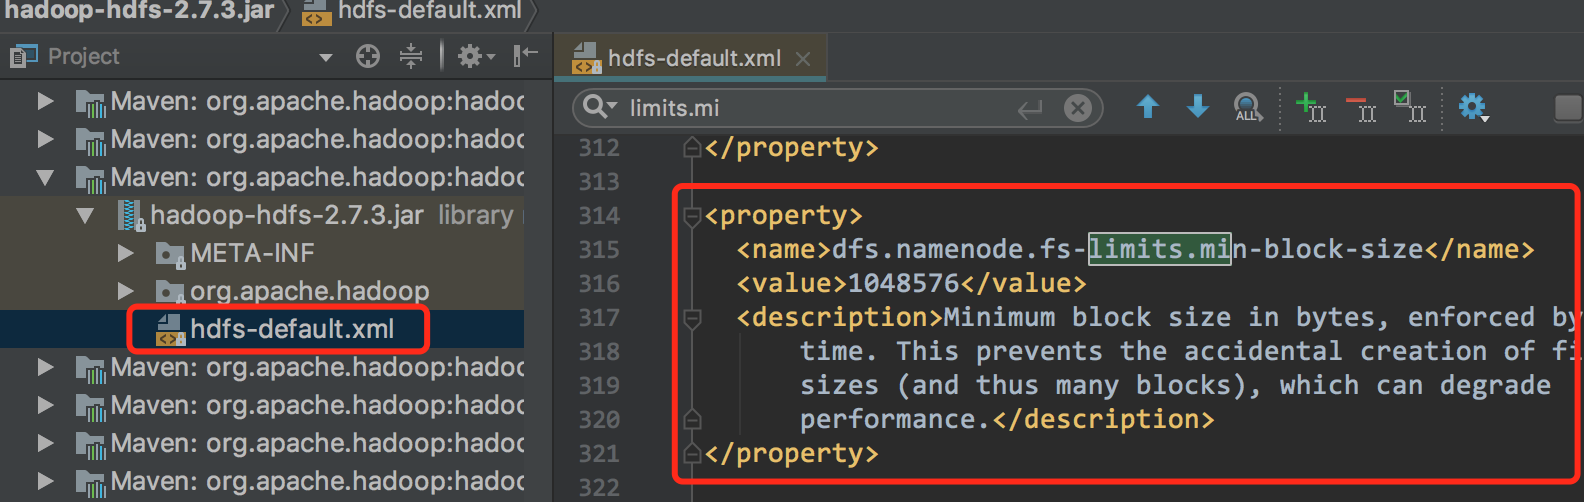 hadoop-hdfs-2.7.3.jar hdfs-default.xml
Project
Maven: org.apache.hadoop:hadoc
Maven: org.apache.hadoop:hadoc
Maven: org.apache.hadoop:hadoc
hadoop-hdfs-2.7.3.jar library
META-INF
org.apache.hadoop
hdfs-default.xml
Maven: org.apache.hadoop:hadoc
Maven: org.apache.hadoop:hadoc
Maven: org.apache.hadoop:hadoc
Maven: org.apache.hadoop:hadoc
hdfs-default.xml
limits.mi
ALL
312 </property>
313
314 <property>
315 <name>dfs.namenode.fs-limits.min-block-size</name>
316 <value>1048576</value>
317 <description>Minimum block size in bytes, enforced by
318 time. This prevents the accidental creation of fi
319 sizes (and thus many blocks), which can degrade
320 performance.</description>
321 </property>
322